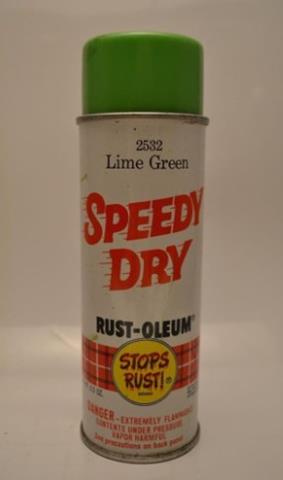 2532
Lime Green
SPEEDY
DRY
RUST-OLEUM®
STOPS
RUST!®
DANGER-EXTREMELY FLAMMABLE
CONTENTS UNDER PRESSURE
VAPOR HARMFUL
See precautions on back panel